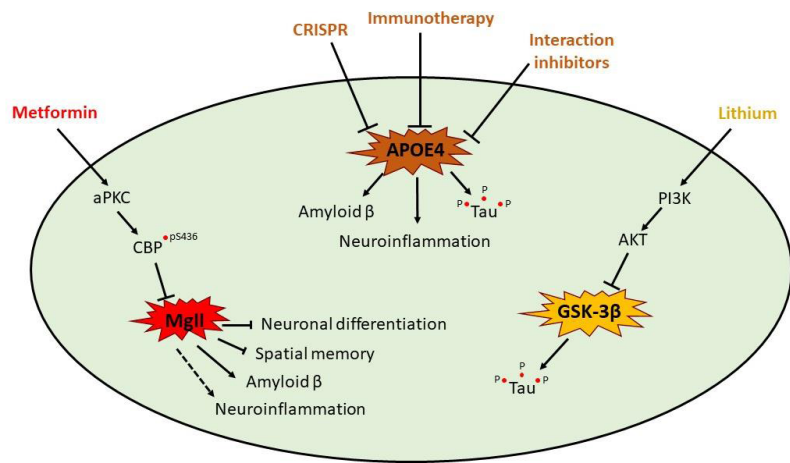 CRISPR
Immunotherapy
Interaction
inhibitors
Metformin
Lithium
APOE4
aPKC
PI3K
Amyloid β
P P P
Tau
Neuroinflammation
CBP pS436
AKT
Mgll
GSK-3β
Neuronal differentiation
Spatial memory
Amyloid β
Neuroinflammation
P P P
Tau